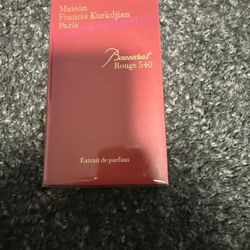 Maison
Francis Kurkdjian
Paris
Baccarat
Rouge 540
Extrait de parfum